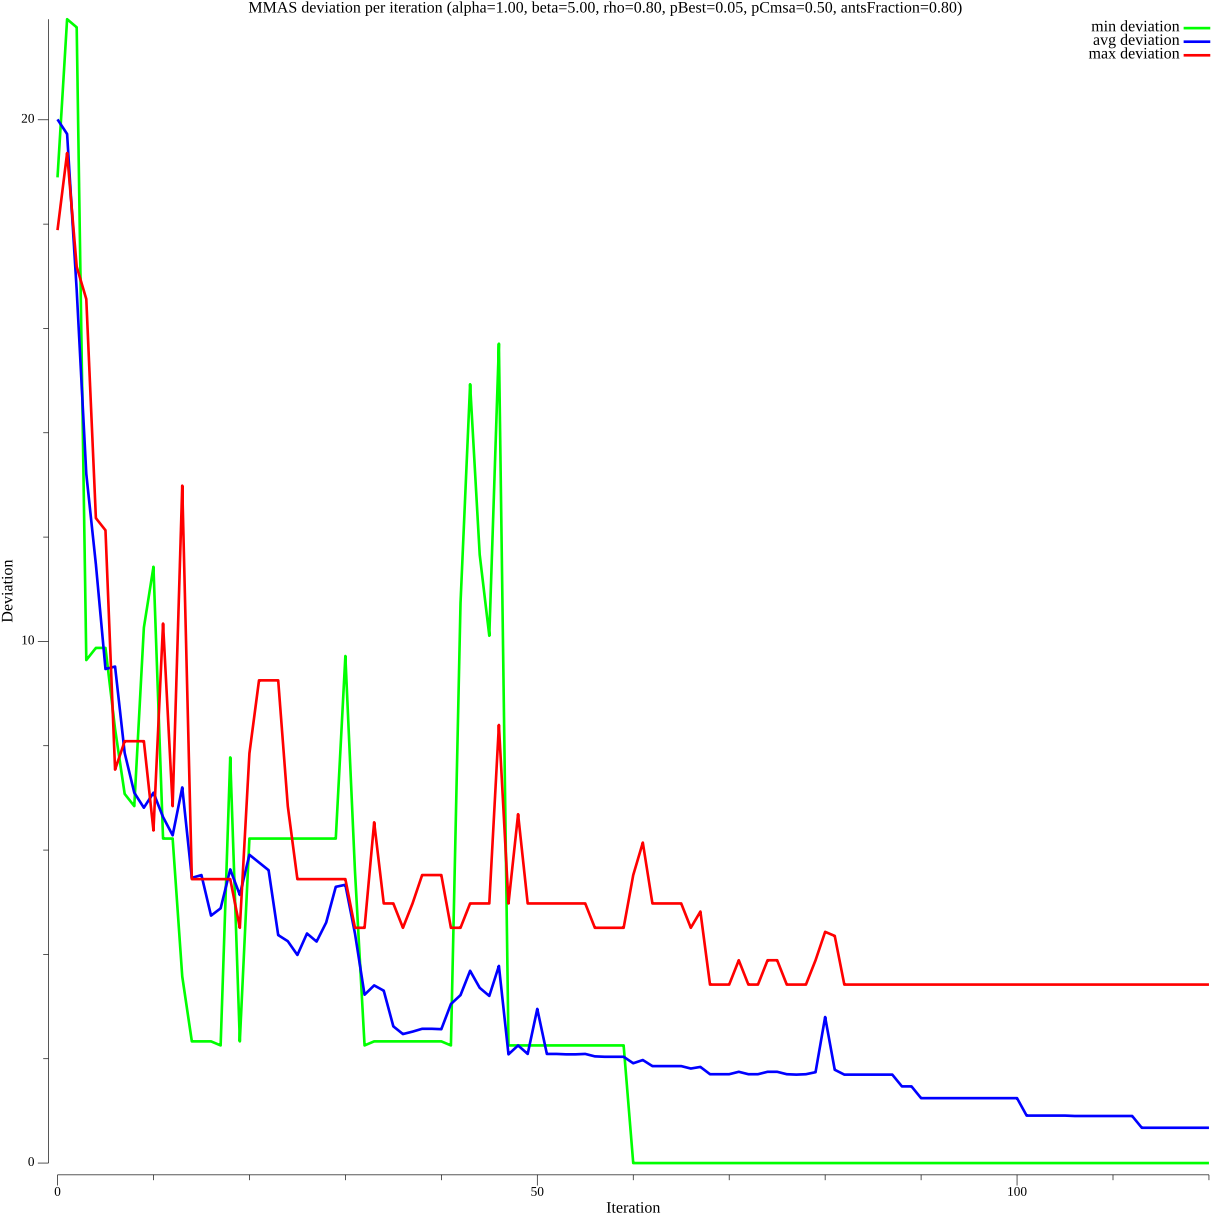 MMAS deviation per iteration (alpha=1.00, beta=5.00, rho=0.80, pBest=0.05, pCmsa=0.50, antsFraction=0.80)
min deviation
avg deviation
max deviation
20
10
0
Deviation
0
50
100
Iteration